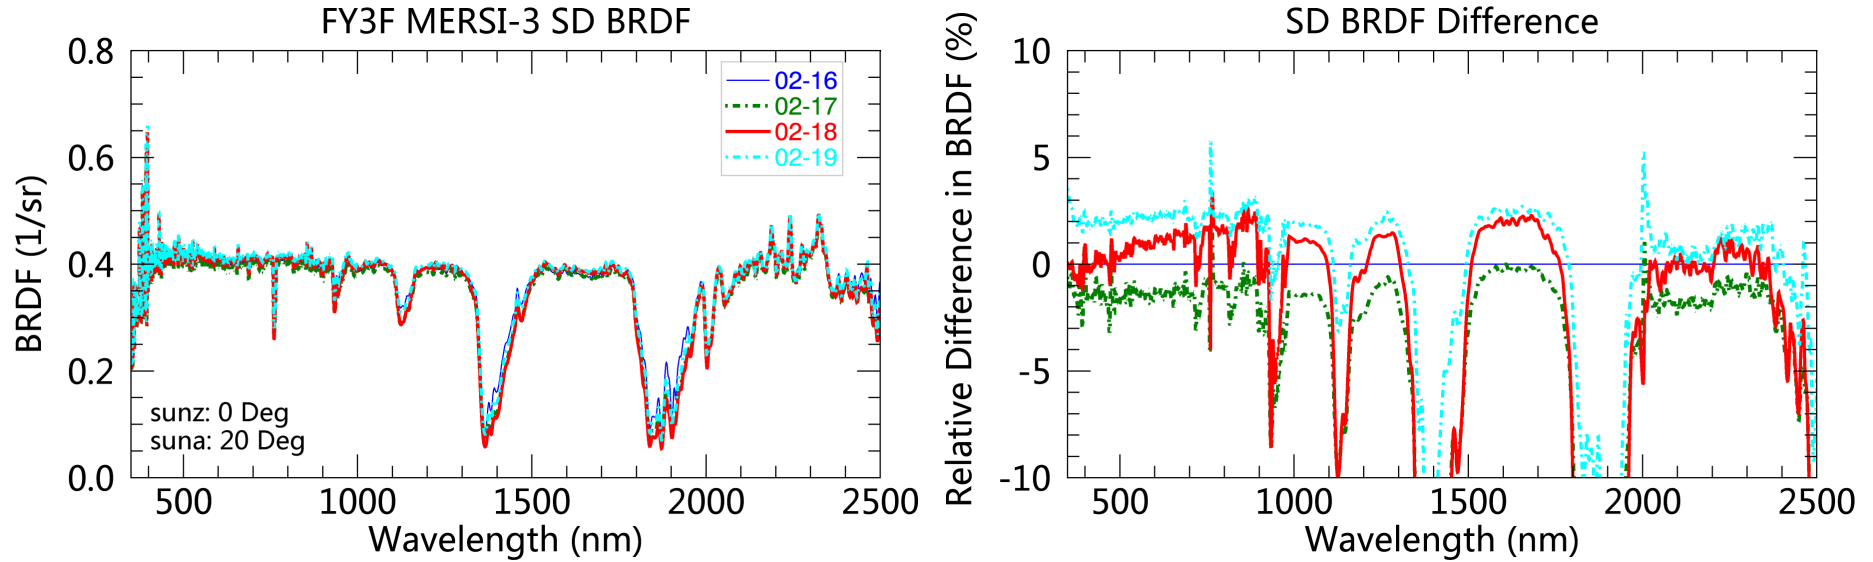 FY3F MERSI-3 SD BRDF
BRDF (1/sr)
0.8
0.6
0.4
0.2
0.0
02-16
02-17
02-18
02-19
sunz: 0 Deg
suna: 20 Deg
500 1000 1500 2000 2500
Wavelength (nm)
SD BRDF Difference
Relative Difference in BRDF (%)
10
5
0
-5
-10
500 1000 1500 2000 2500
Wavelength (nm)